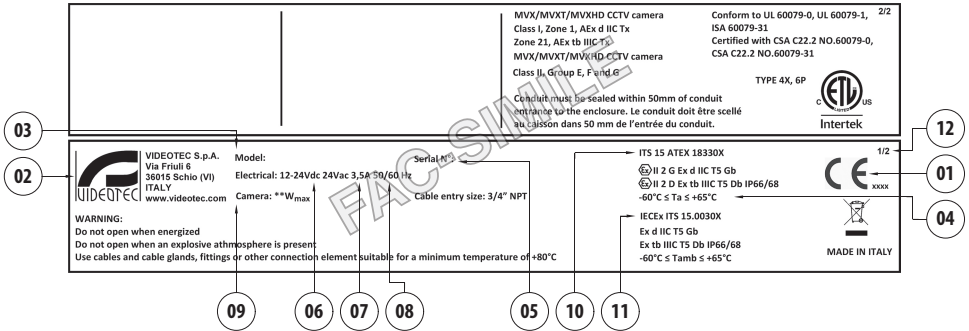 MVX/MVXT/MVXHD CCTV camera
Class I, Zone 1, AEx d IIC Tx
Zone 21, AEx tb IIIC Tx
MVX/MVXT/MVXHD CCTV camera
Class II, Group E, F and G
Conduit must be sealed within 50mm of conduit
entrance to the enclosure. Le conduit doit être scellé
au caisson dans 50 mm de l'entrée du conduit.
Conform to UL 60079-0, UL 60079-1,
ISA 60079-31
Certified with CSA C22.2 NO.60079-0,
CSA C22.2 NO.60079-31
2/2
TYPE 4X, 6P
C ETL US
LISTED
Intertek
FAC-SIMILE
03
02
VIDEOTEC
VIDEOTEC S.p.A.
Via Friuli 6
36015 Schio (VI)
ITALY
www.videotec.com
Model:
Serial N°:
Electrical: 12-24Vdc 24Vac 3,5A 50/60 Hz
Camera: **Wmax
Cable entry size: 3/4" NPT
WARNING:
Do not open when energized
Do not open when an explosive athmosphere is present
Use cables and cable glands, fittings or other connection element suitable for a minimum temperature of +80°C
ITS 15 ATEX 18330X
Ex II 2 G Ex d IIC T5 Gb
Ex II 2 D Ex tb IIIC T5 Db IP66/68
-60°C ≤ Ta ≤ +65°C
IECEx ITS 15.0030X
Ex d IIC T5 Gb
Ex tb IIIC T5 Db IP66/68
-60°C ≤ Tamb ≤ +65°C
1/2
CE xxxx
MADE IN ITALY
12
01
04
09
06
07
08
05
10
11